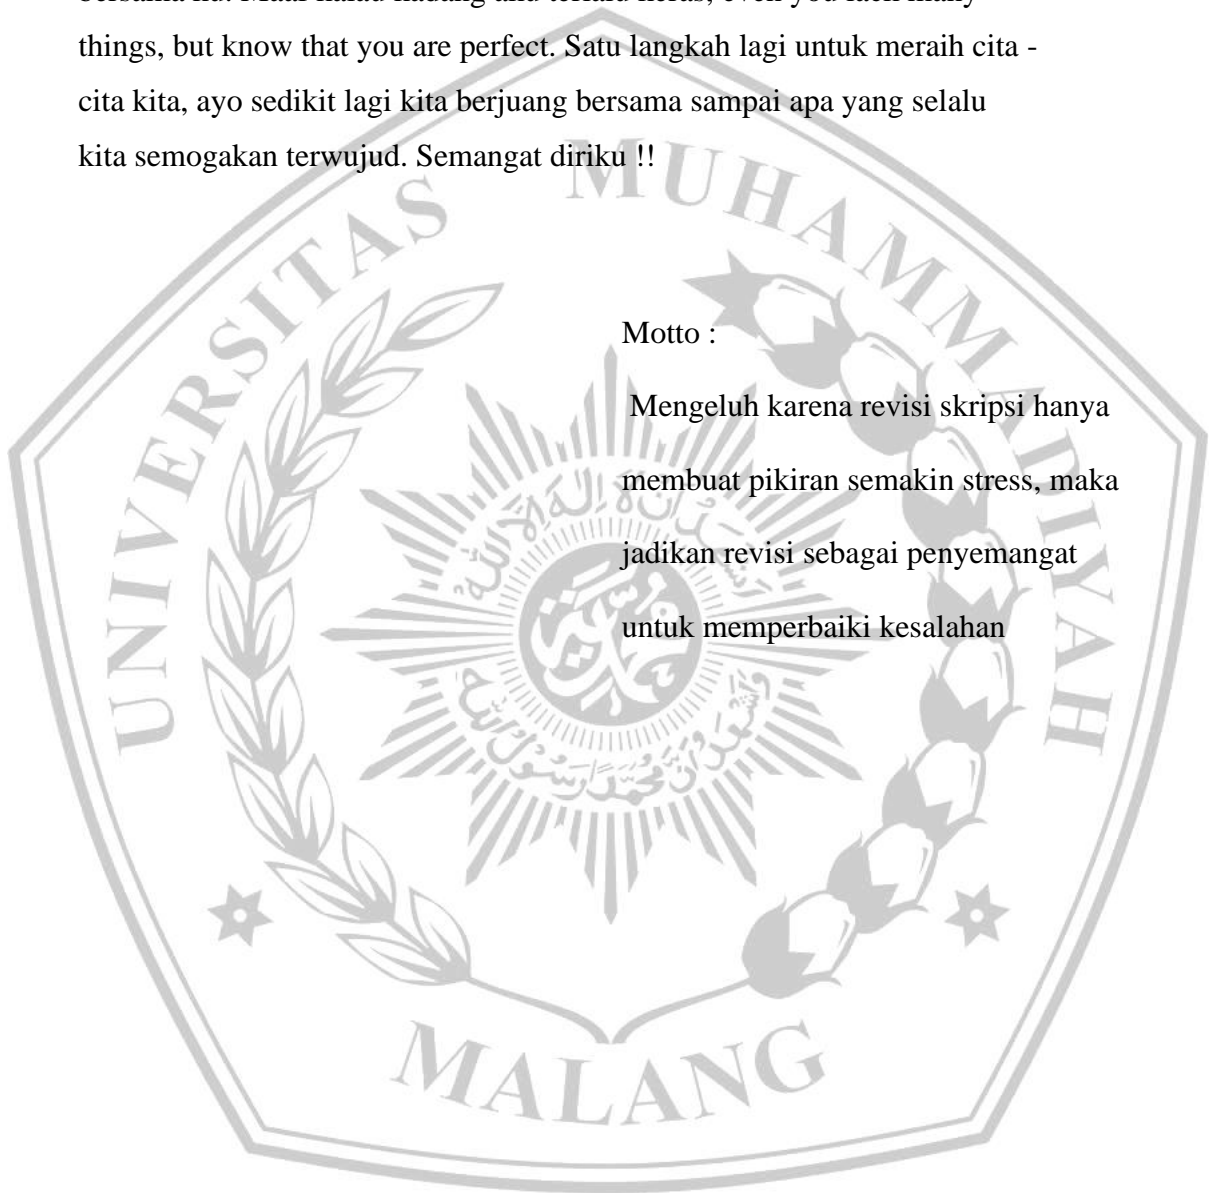 things, but know that you are perfect. Satu langkah lagi untuk meraih cita -
cita kita, ayo sedikit lagi kita berjuang bersama sampai apa yang selalu
kita semogakan terwujud. Semangat diriku !!
UNIVERSITAS MUHAMMADIYAH
Motto :
Mengeluh karena revisi skripsi hanya
membuat pikiran semakin stress, maka
jadikan revisi sebagai penyemangat
untuk memperbaiki kesalahan
MALANG